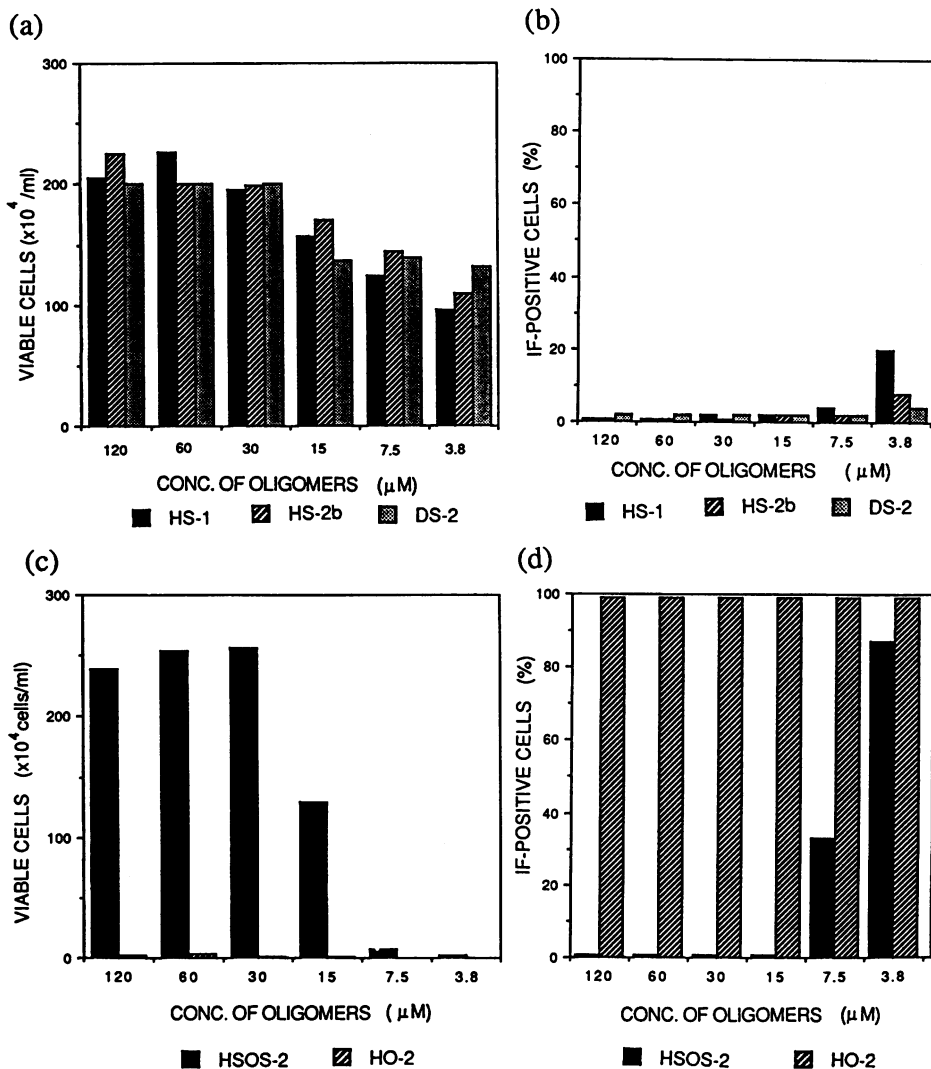 (a)
300
200
100
0
VIABLE CELLS (x10⁴ /ml)
120 60 30 15 7.5 3.8
CONC. OF OLIGOMERS (μM)
HS-1 HS-2b DS-2
(b)
100
80
60
40
20
0
IF-POSITIVE CELLS (%)
120 60 30 15 7.5 3.8
CONC. OF OLIGOMERS (μM)
HS-1 HS-2b DS-2
(c)
300
200
100
0
VIABLE CELLS (x10⁴ cells/ml)
120 60 30 15 7.5 3.8
CONC. OF OLIGOMERS (μM)
HSOS-2 HO-2
(d)
100
80
60
40
20
0
IF-POSITIVE CELLS (%)
120 60 30 15 7.5 3.8
CONC. OF OLIGOMERS (μM)
HSOS-2 HO-2